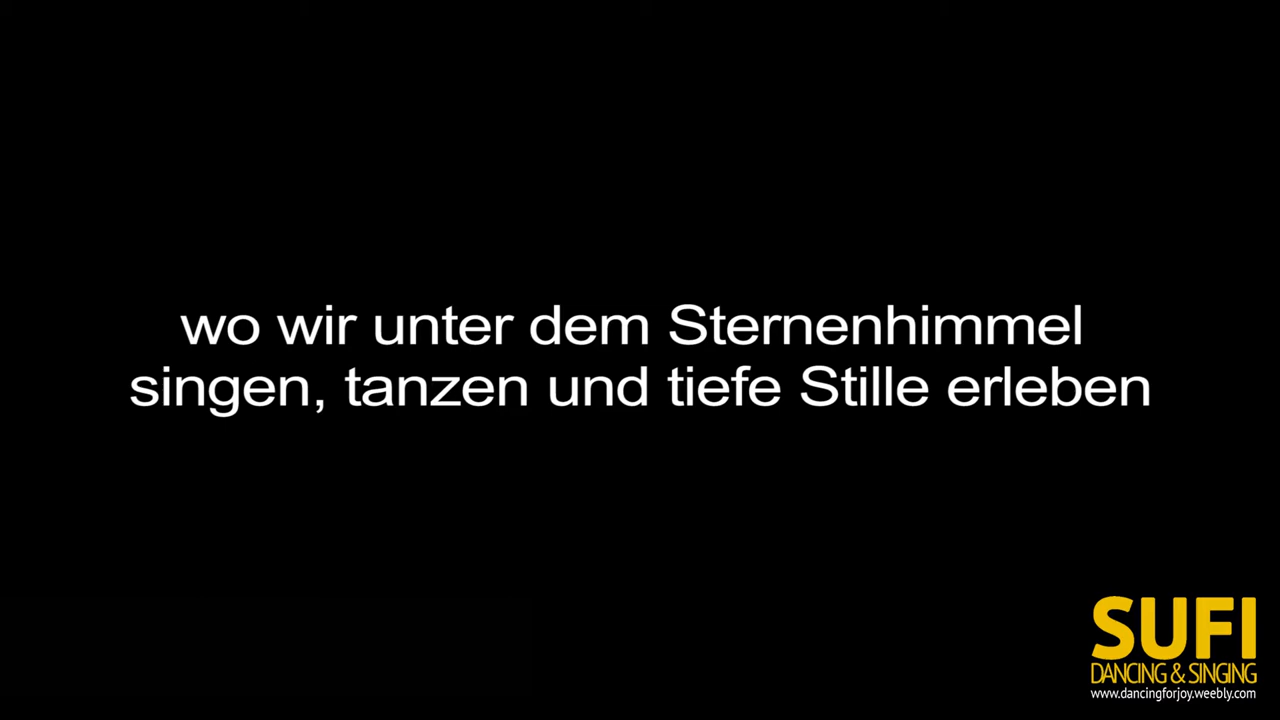 wo wir unter dem Sternenhimmel
singen, tanzen und tiefe Stille erleben
SUFI
DANCING & SINGING
www.dancingforjoy.weebly.com